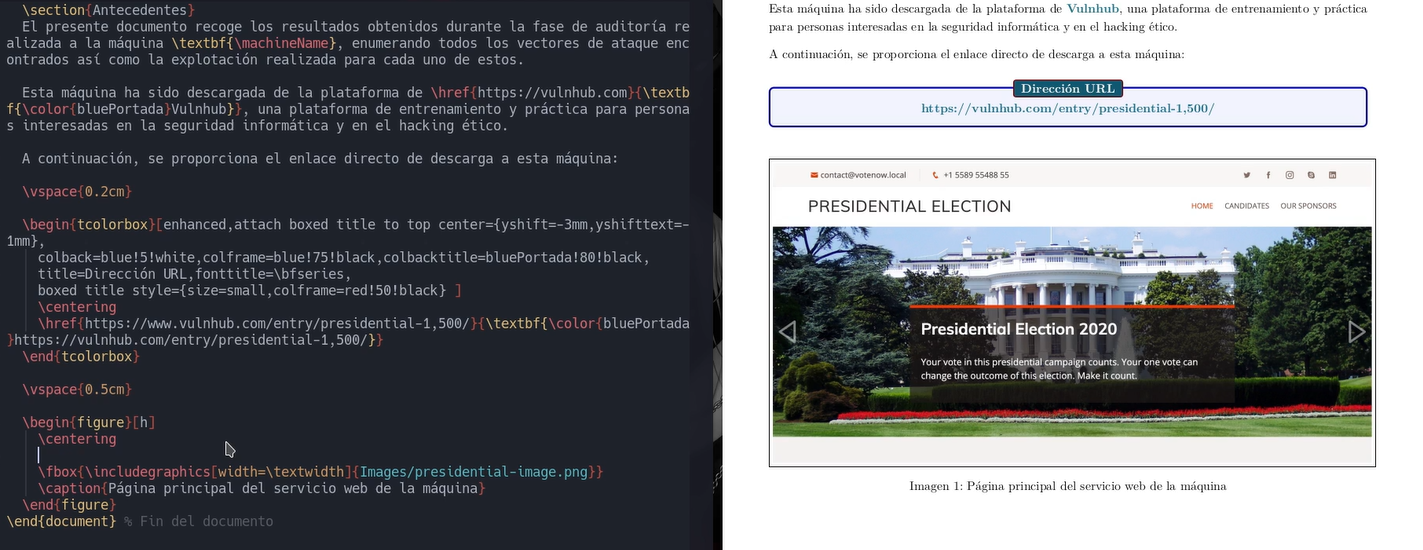 \section{Antecedentes}
El presente documento recoge los resultados obtenidos durante la fase de auditoría re
alizada a la máquina \textbf{\machineName}, enumerando todos los vectores de ataque enc
ontrados así como la explotación realizada para cada uno de estos.
Esta máquina ha sido descargada de la plataforma de \href{https://vulnhub.com}{\textb
f{\color{bluePortada}Vulnhub}}, una plataforma de entrenamiento y práctica para persona
s interesadas en la seguridad informática y en el hacking ético.
A continuación, se proporciona el enlace directo de descarga a esta máquina:
\vspace{0.2cm}
\begin{tcolorbox}[enhanced,attach boxed title to top center={yshift=-3mm,yshifttext=-
1mm},
colback=blue!5!white,colframe=blue!75!black,colbacktitle=bluePortada!80!black,
title=Dirección URL,fonttitle=\bfseries,
boxed title style={size=small,colframe=red!50!black} ]
\centering
\href{https://www.vulnhub.com/entry/presidential-1,500/}{\textbf{\color{bluePortada
}https://vulnhub.com/entry/presidential-1,500/}}
\end{tcolorbox}
\vspace{0.5cm}
\begin{figure}[h]
\centering
\fbox{\includegraphics[width=\textwidth]{Images/presidential-image.png}}
\caption{Página principal del servicio web de la máquina}
\end{figure}
\end{document} % Fin del documento
Esta máquina ha sido descargada de la plataforma de Vulnhub, una plataforma de entrenamiento y práctica
para personas interesadas en la seguridad informática y en el hacking ético.
A continuación, se proporciona el enlace directo de descarga a esta máquina:
Dirección URL
https://vulnhub.com/entry/presidential-1,500/
contact@votenow.local +1 5589 55488 55
PRESIDENTIAL ELECTION HOME CANDIDATES OUR SPONSORS
Presidential Election 2020
Your vote in this presidential campaign counts. Your one vote can
change the outcome of this election. Make it count.
Imagen 1: Página principal del servicio web de la máquina